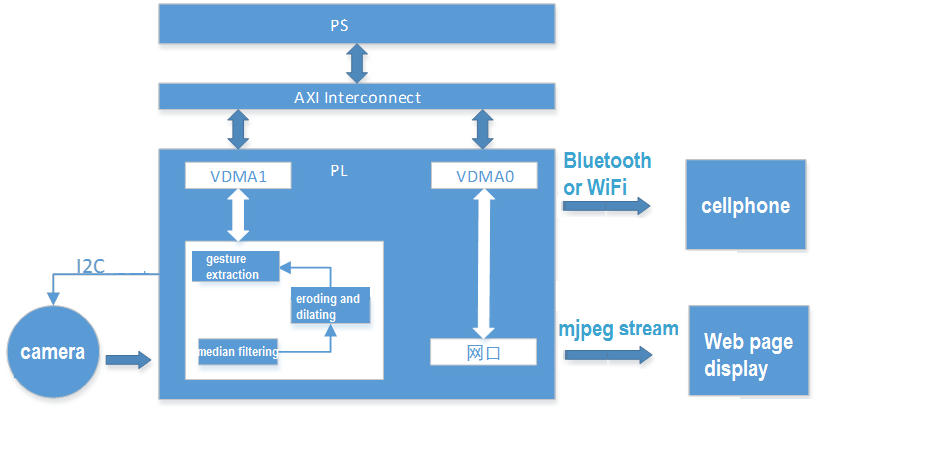 PS
AXI Interconnect
VDMA1
PL
VDMA0
Bluetooth
or WiFi
cellphone
I2C
gesture
extraction
eroding and
dilating
median filtering
camera
网口
mjpeg stream
Web page
display